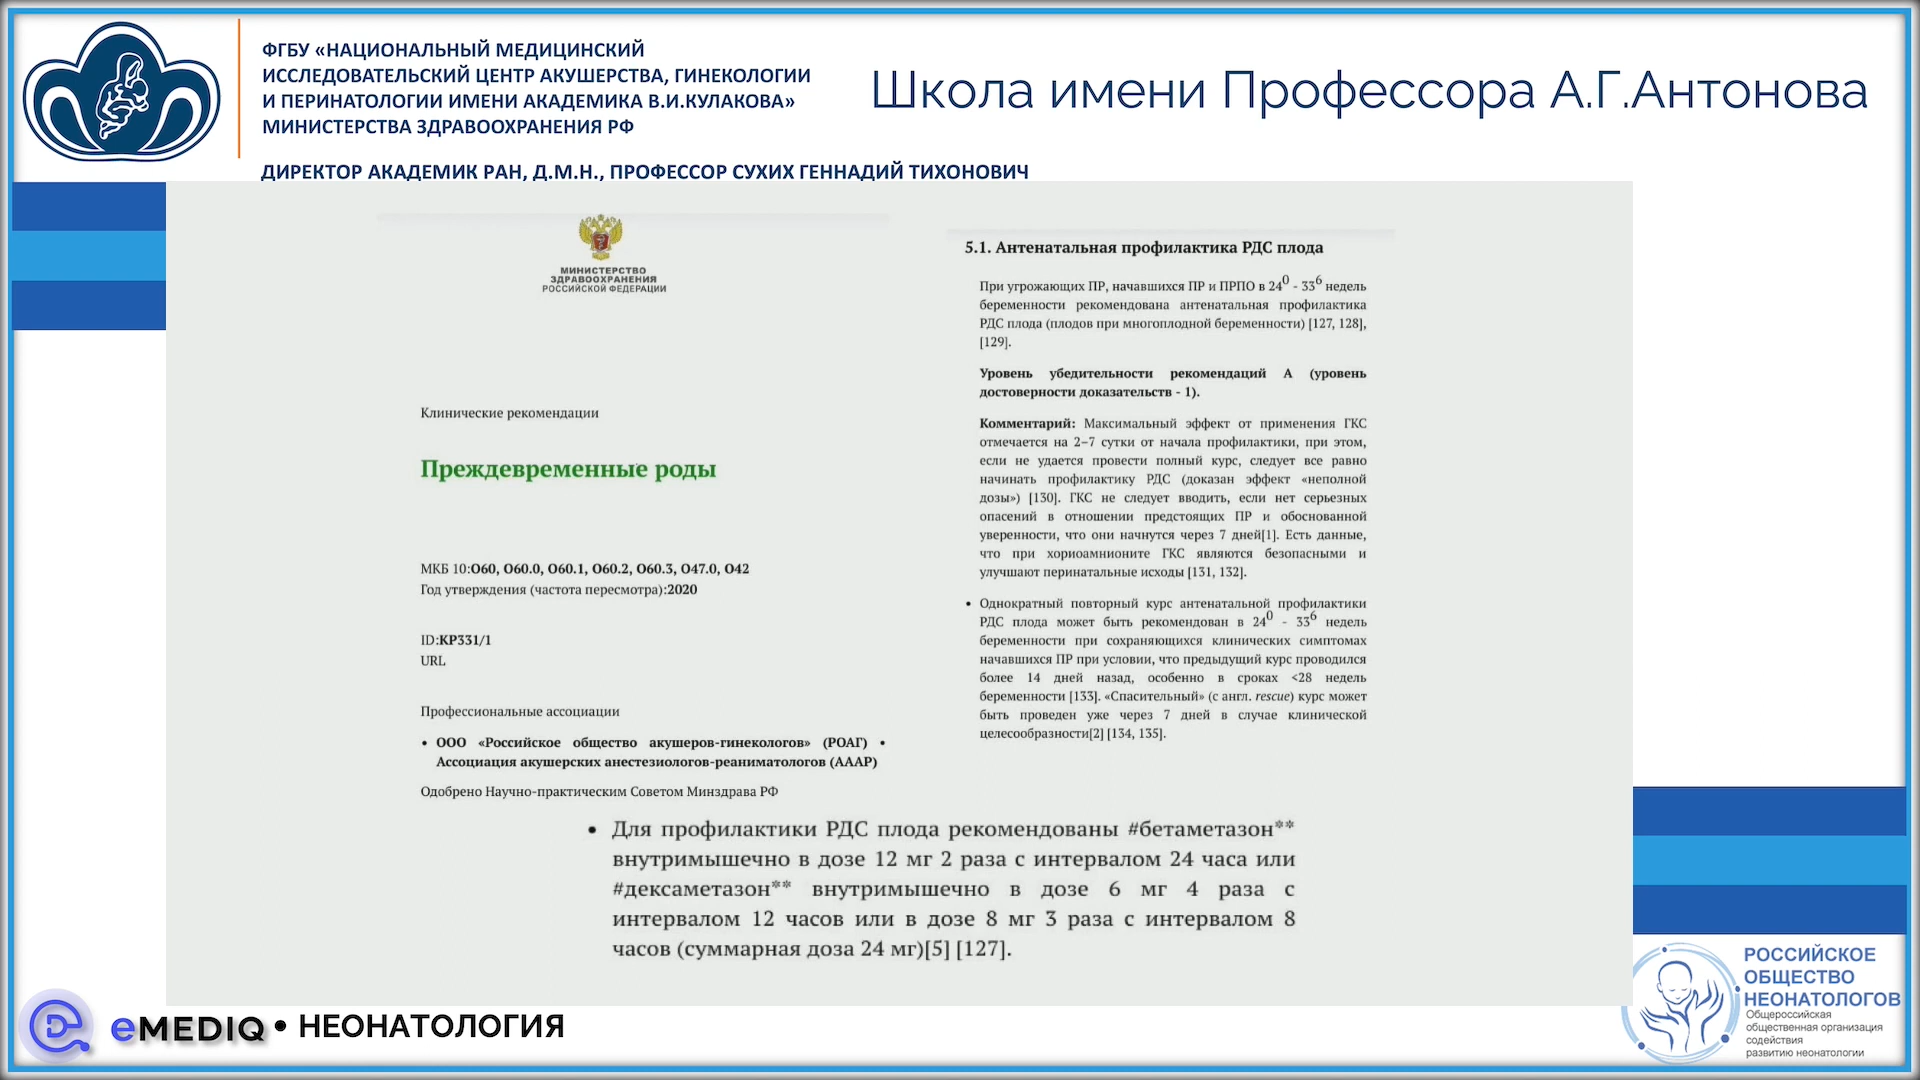 ФГБУ «НАЦИОНАЛЬНЫЙ МЕДИЦИНСКИЙ
ИССЛЕДОВАТЕЛЬСКИЙ ЦЕНТР АКУШЕРСТВА, ГИНЕКОЛОГИИ
И ПЕРИНАТОЛОГИИ ИМЕНИ АКАДЕМИКА В.И.КУЛАКОВА»
МИНИСТЕРСТВА ЗДРАВООХРАНЕНИЯ РФ
ДИРЕКТОР АКАДЕМИК РАН, Д.М.Н., ПРОФЕССОР СУХИХ ГЕННАДИЙ ТИХОНОВИЧ
Школа имени Профессора А.Г.Антонова
МИНИСТЕРСТВО
ЗДРАВООХРАНЕНИЯ
РОССИЙСКОЙ ФЕДЕРАЦИИ
Клинические рекомендации
Преждевременные роды
МКБ 10:O60, O60.0, O60.1, O60.2, O60.3, O47.0, O42
Год утверждения (частота пересмотра):2020
ID:КР331/1
URL
Профессиональные ассоциации
• ООО «Российское общество акушеров-гинекологов» (РОАГ) •
Ассоциация акушерских анестезиологов-реаниматологов (АААР)
Одобрено Научно-практическим Советом Минздрава РФ
5.1. Антенатальная профилактика РДС плода
При угрожающих ПР, начавшихся ПР и ПРПО в 24⁰ - 33⁶ недель
беременности рекомендована антенатальная профилактика
РДС плода (плодов при многоплодной беременности) [127, 128],
[129].
Уровень убедительности рекомендаций А (уровень
достоверности доказательств - 1).
Комментарий: Максимальный эффект от применения ГКС
отмечается на 2–7 сутки от начала профилактики, при этом,
если не удается провести полный курс, следует все равно
начинать профилактику РДС (доказан эффект «неполной
дозы») [130]. ГКС не следует вводить, если нет серьезных
опасений в отношении предстоящих ПР и обоснованной
уверенности, что они начнутся через 7 дней[1]. Есть данные,
что при хориоамнионите ГКС являются безопасными и
улучшают перинатальные исходы [131, 132].
• Однократный повторный курс антенатальной профилактики
РДС плода может быть рекомендован в 24⁰ - 33⁶ недель
беременности при сохраняющихся клинических симптомах
начавшихся ПР при условии, что предыдущий курс проводился
более 14 дней назад, особенно в сроках <28 недель
беременности [133]. «Спасительный» (с англ. rescue) курс может
быть проведен уже через 7 дней в случае клинической
целесообразности[2] [134, 135].
• Для профилактики РДС плода рекомендованы #бетаметазон**
внутримышечно в дозе 12 мг 2 раза с интервалом 24 часа или
#дексаметазон** внутримышечно в дозе 6 мг 4 раза с
интервалом 12 часов или в дозе 8 мг 3 раза с интервалом 8
часов (суммарная доза 24 мг)[5] [127].
eMEDIQ • НЕОНАТОЛОГИЯ
РОССИЙСКОЕ
ОБЩЕСТВО
НЕОНАТОЛОГОВ
Общероссийская
общественная организация
содействия
развитию неонатологии